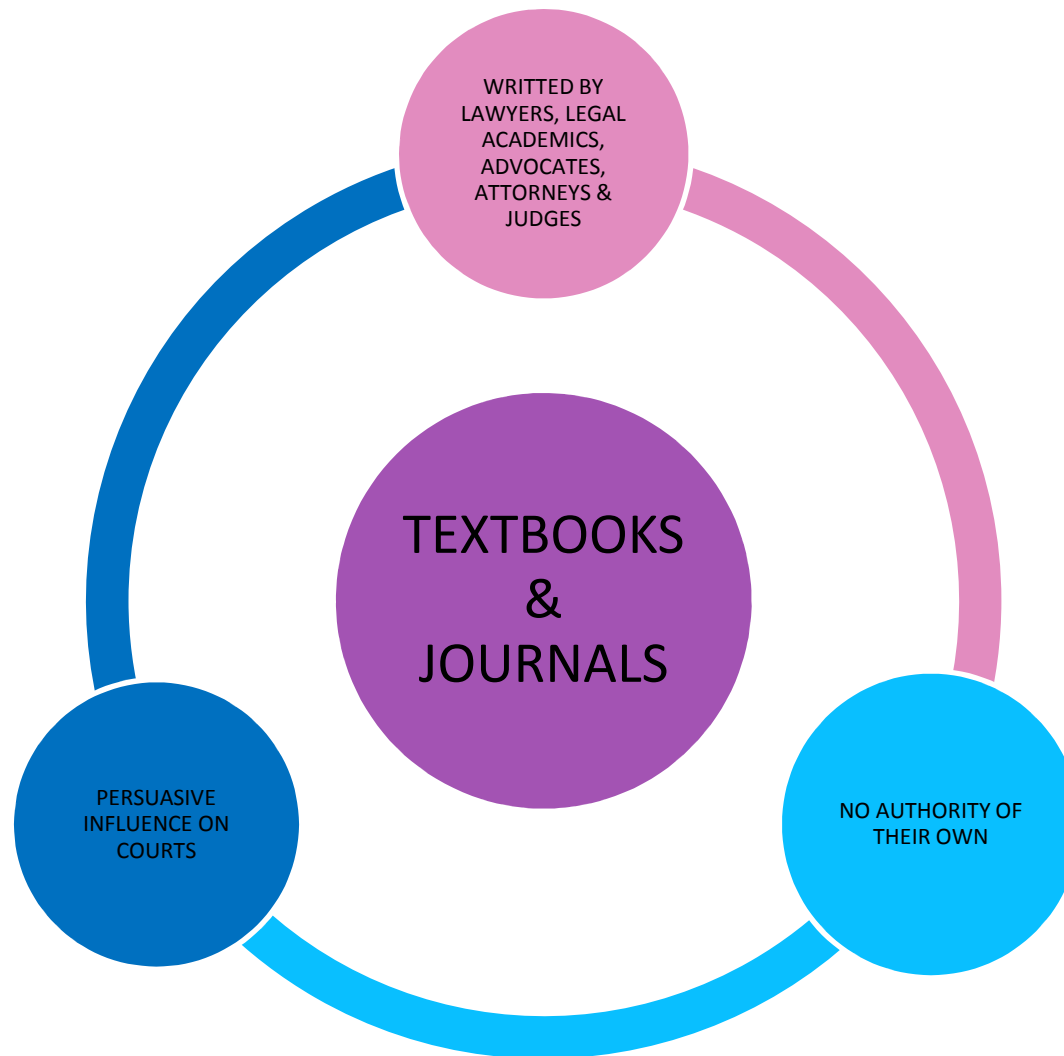 WRITTED BY
LAWYERS, LEGAL
ACADEMICS,
ADVOCATES,
ATTORNEYS &
JUDGES
TEXTBOOKS
&
JOURNALS
PERSUASIVE
INFLUENCE ON
COURTS
NO AUTHORITY OF
THEIR OWN